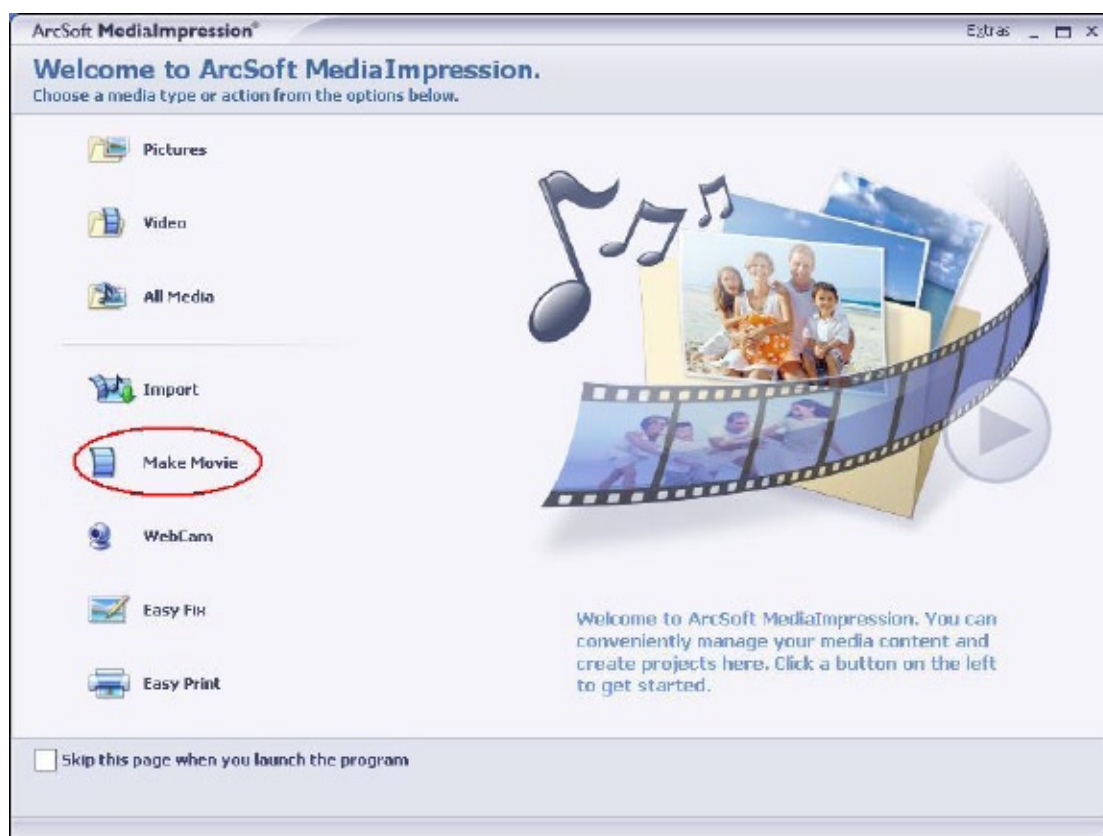 ArcSoft MediaImpression®
Extras
Welcome to ArcSoft MediaImpression.
Choose a media type or action from the options below.
Pictures
Video
All Media
Import
Make Movie
WebCam
Easy Fix
Easy Print
Welcome to ArcSoft MediaImpression. You can
conveniently manage your media content and
create projects here. Click a button on the left
to get started.
Skip this page when you launch the program